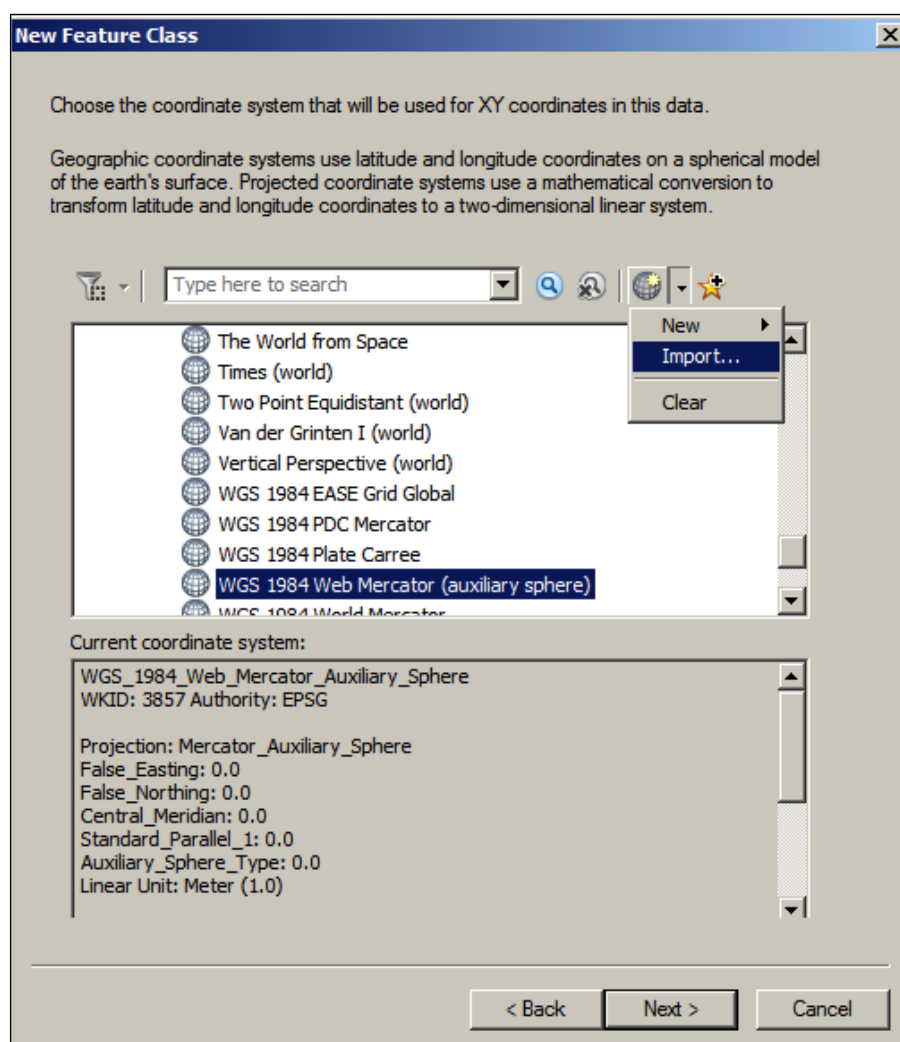 New Feature Class
Choose the coordinate system that will be used for XY coordinates in this data.
Geographic coordinate systems use latitude and longitude coordinates on a spherical model
of the earth's surface. Projected coordinate systems use a mathematical conversion to
transform latitude and longitude coordinates to a two-dimensional linear system.
Type here to search
New
Import...
Clear
The World from Space
Times (world)
Two Point Equidistant (world)
Van der Grinten I (world)
Vertical Perspective (world)
WGS 1984 EASE Grid Global
WGS 1984 PDC Mercator
WGS 1984 Plate Carree
WGS 1984 Web Mercator (auxiliary sphere)
WGS 1984 World Mercator
Current coordinate system:
WGS_1984_Web_Mercator_Auxiliary_Sphere
WKID: 3857 Authority: EPSG
Projection: Mercator_Auxiliary_Sphere
False_Easting: 0.0
False_Northing: 0.0
Central_Meridian: 0.0
Standard_Parallel_1: 0.0
Auxiliary_Sphere_Type: 0.0
Linear Unit: Meter (1.0)
< Back
Next >
Cancel